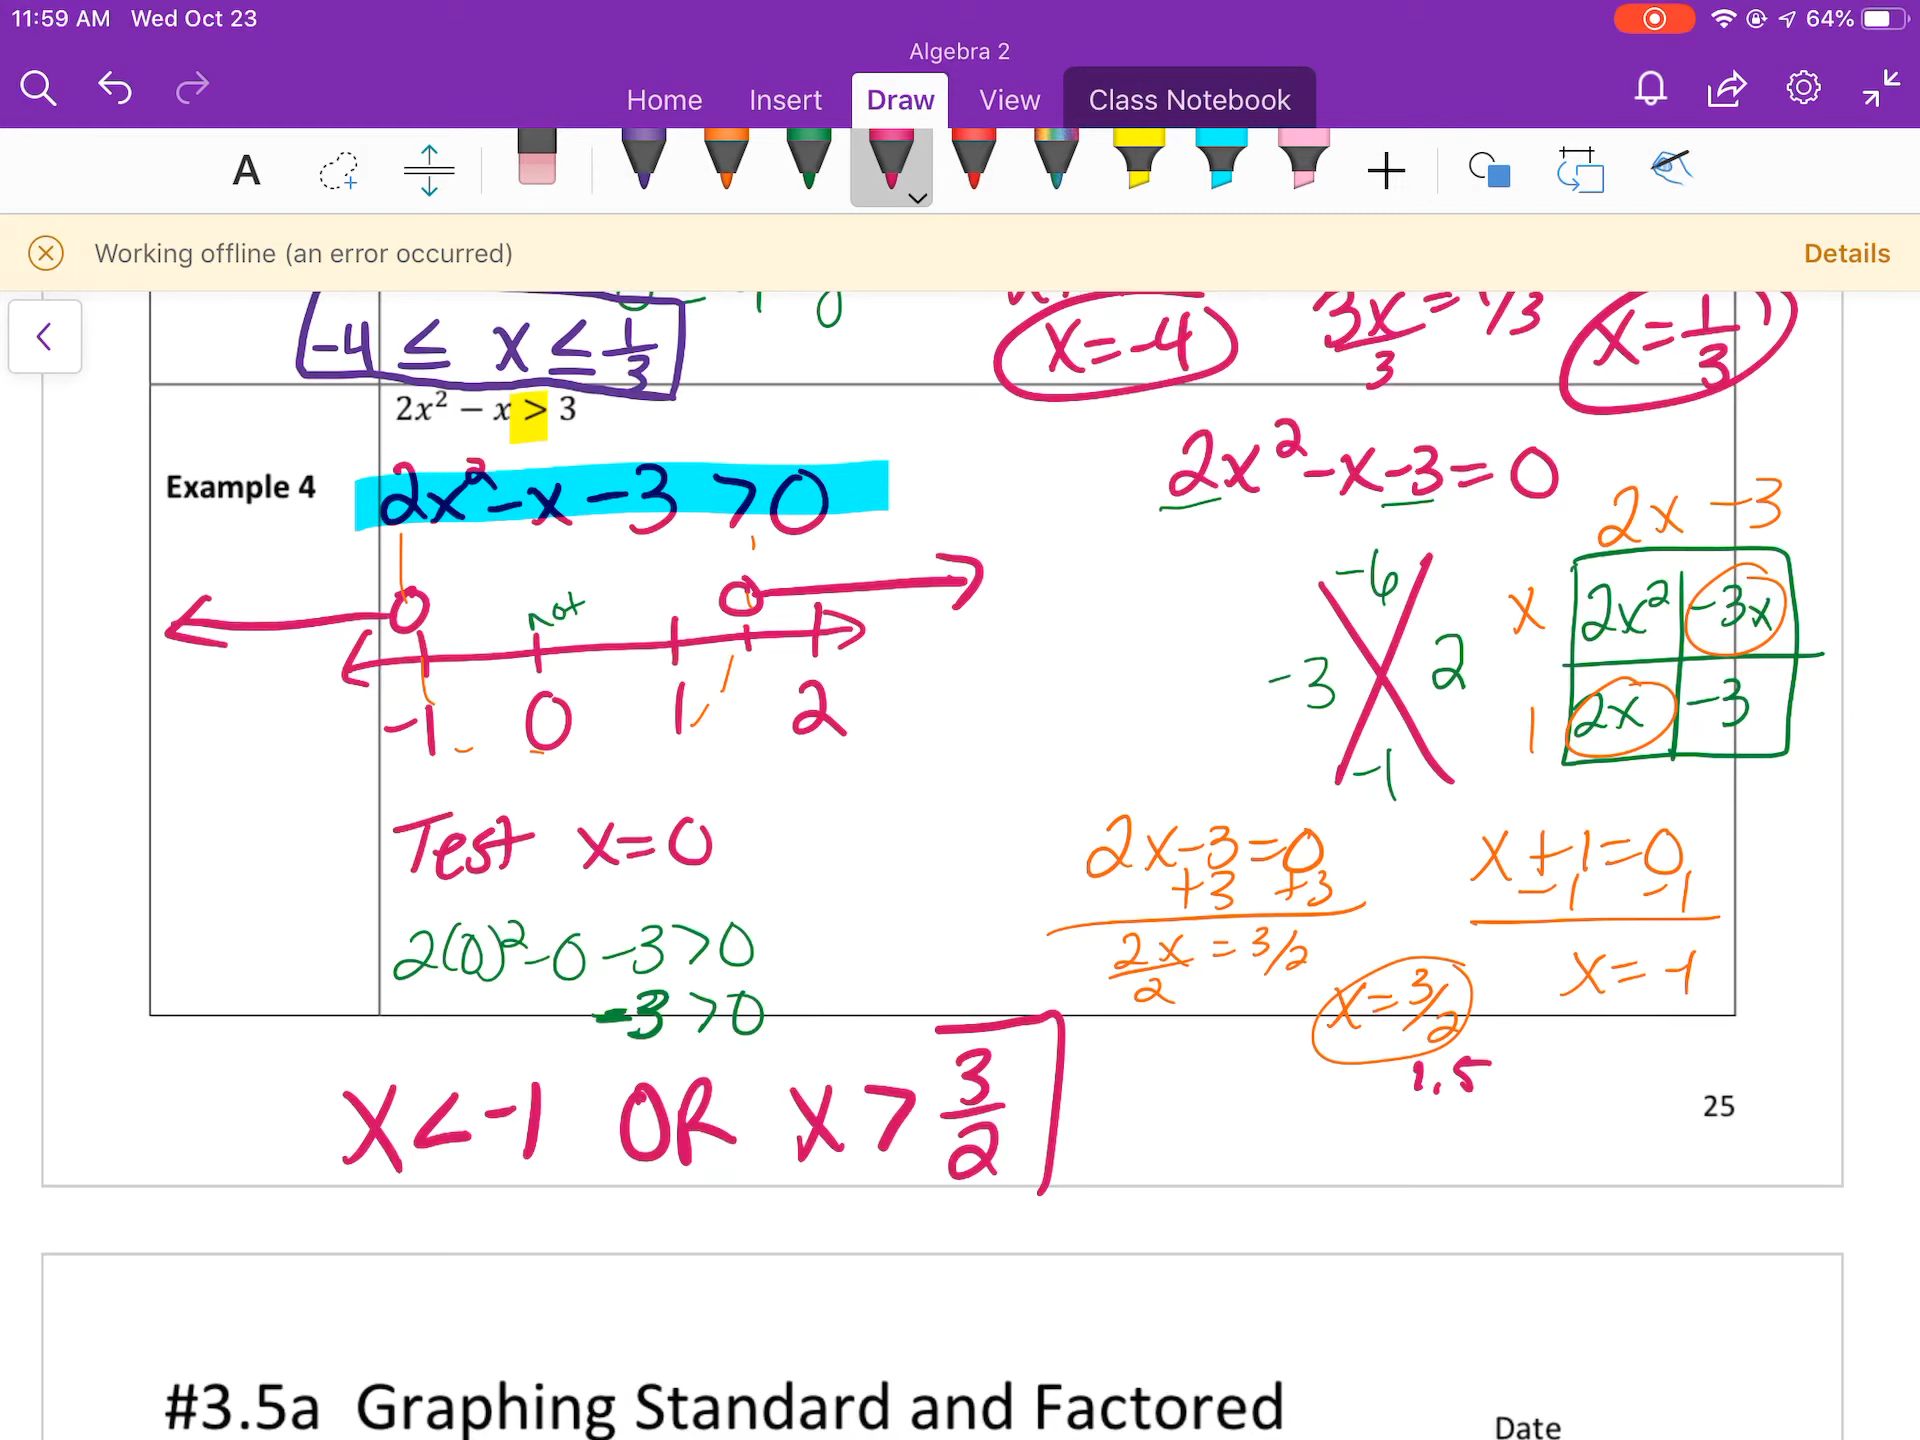 11:59 AM Wed Oct 23
64%
Algebra 2
Home Insert Draw View Class Notebook
A
Working offline (an error occurred)
Details
-4 ≤ x ≤ 1/3
x=-4
3x/3 = 1/3
x=1/3
2x² − x > 3
Example 4
2x²-x-3 >0
not
-1 0 1 2
Test x=0
2(0)²-0-3>0
-3 >0
x<-1 OR x > 3/2
2x²-x-3=0
-6
-3 2
-1
2x -3
x 2x² -3x
1 2x -3
2x-3=0
+3 +3
2x/2 = 3/2
x=3/2
1.5
x+1=0
-1 -1
x=-1
25
#3.5a Graphing Standard and Factored
Date